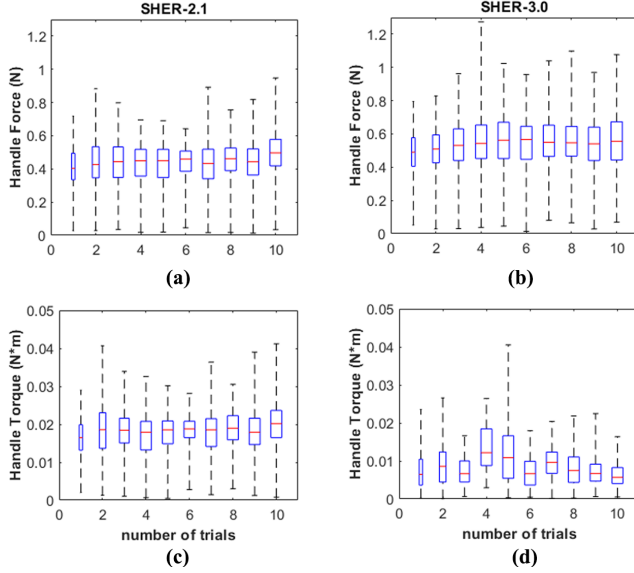 SHER-2.1
SHER-3.0
Handle Force (N)
1.2
1
0.8
0.6
0.4
0.2
0
0 2 4 6 8 10
(a)
Handle Force (N)
1.2
1
0.8
0.6
0.4
0.2
0
0 2 4 6 8 10
(b)
Handle Torque (N*m)
0.05
0.04
0.03
0.02
0.01
0
0 2 4 6 8 10
number of trials
(c)
Handle Torque (N*m)
0.05
0.04
0.03
0.02
0.01
0
0 2 4 6 8 10
number of trials
(d)